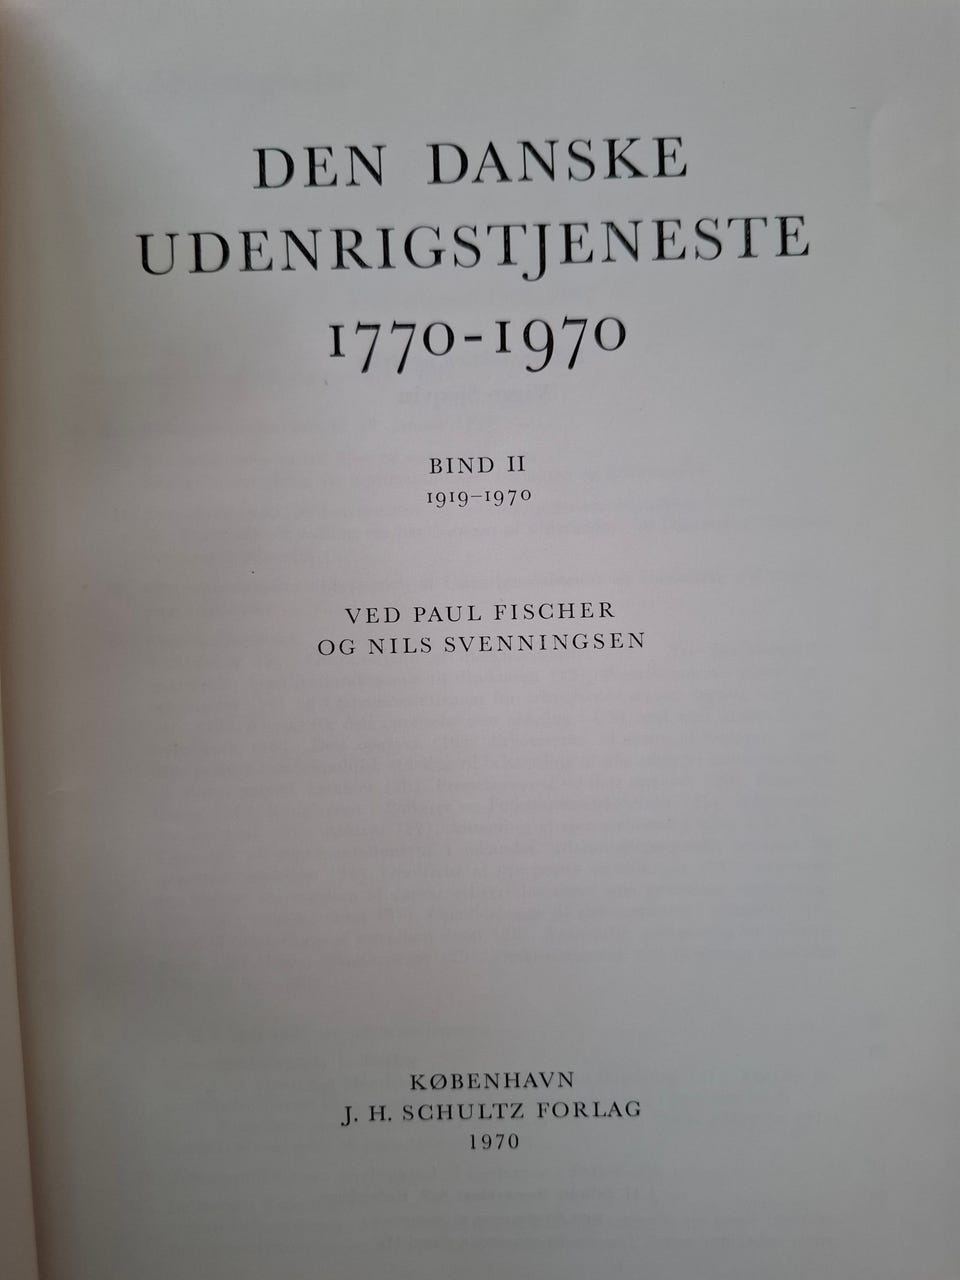 DEN DANSKE
UDENRIGSTJENESTE
1770-1970
BIND II
1919–1970
VED PAUL FISCHER
OG NILS SVENNINGSEN
KØBENHAVN
J. H. SCHULTZ FORLAG
1970